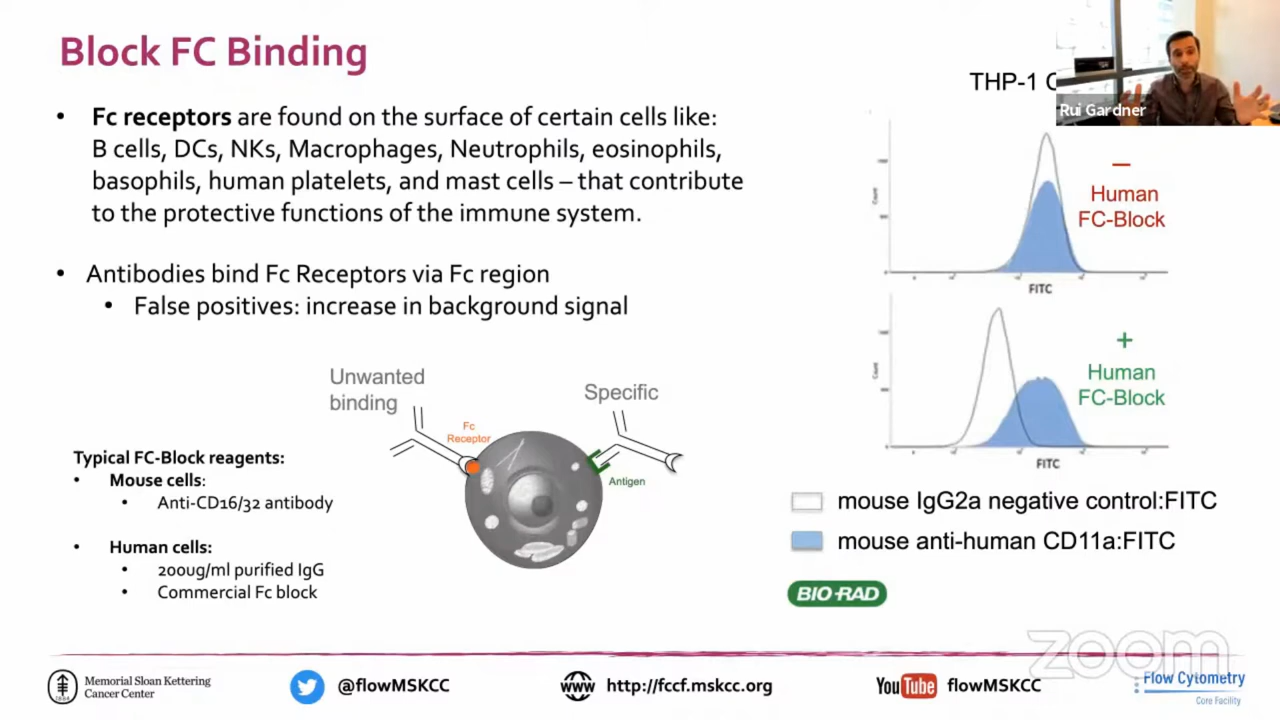 Block FC Binding
Fc receptors are found on the surface of certain cells like:
B cells, DCs, NKs, Macrophages, Neutrophils, eosinophils,
basophils, human platelets, and mast cells – that contribute
to the protective functions of the immune system.
Antibodies bind Fc Receptors via Fc region
False positives: increase in background signal
Unwanted
binding
Fc
Receptor
Specific
Antigen
Typical FC-Block reagents:
Mouse cells:
Anti-CD16/32 antibody
Human cells:
200ug/ml purified IgG
Commercial Fc block
THP-1 C
Rui Gardner
Count
–
Human
FC-Block
FITC
Count
+
Human
FC-Block
FITC
mouse IgG2a negative control:FITC
mouse anti-human CD11a:FITC
BIO-RAD
zoom
Memorial Sloan Kettering
Cancer Center
@flowMSKCC
www
http://fccf.mskcc.org
YouTube
flowMSKCC
Flow Cytometry
Core Facility